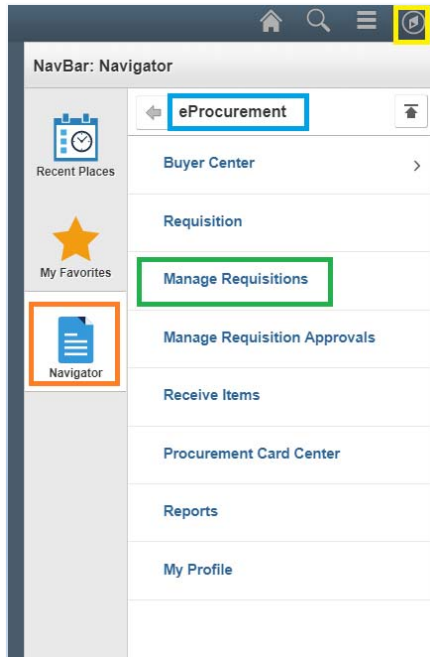 NavBar: Navigator
Recent Places
My Favorites
Navigator
eProcurement
Buyer Center
Requisition
Manage Requisitions
Manage Requisition Approvals
Receive Items
Procurement Card Center
Reports
My Profile